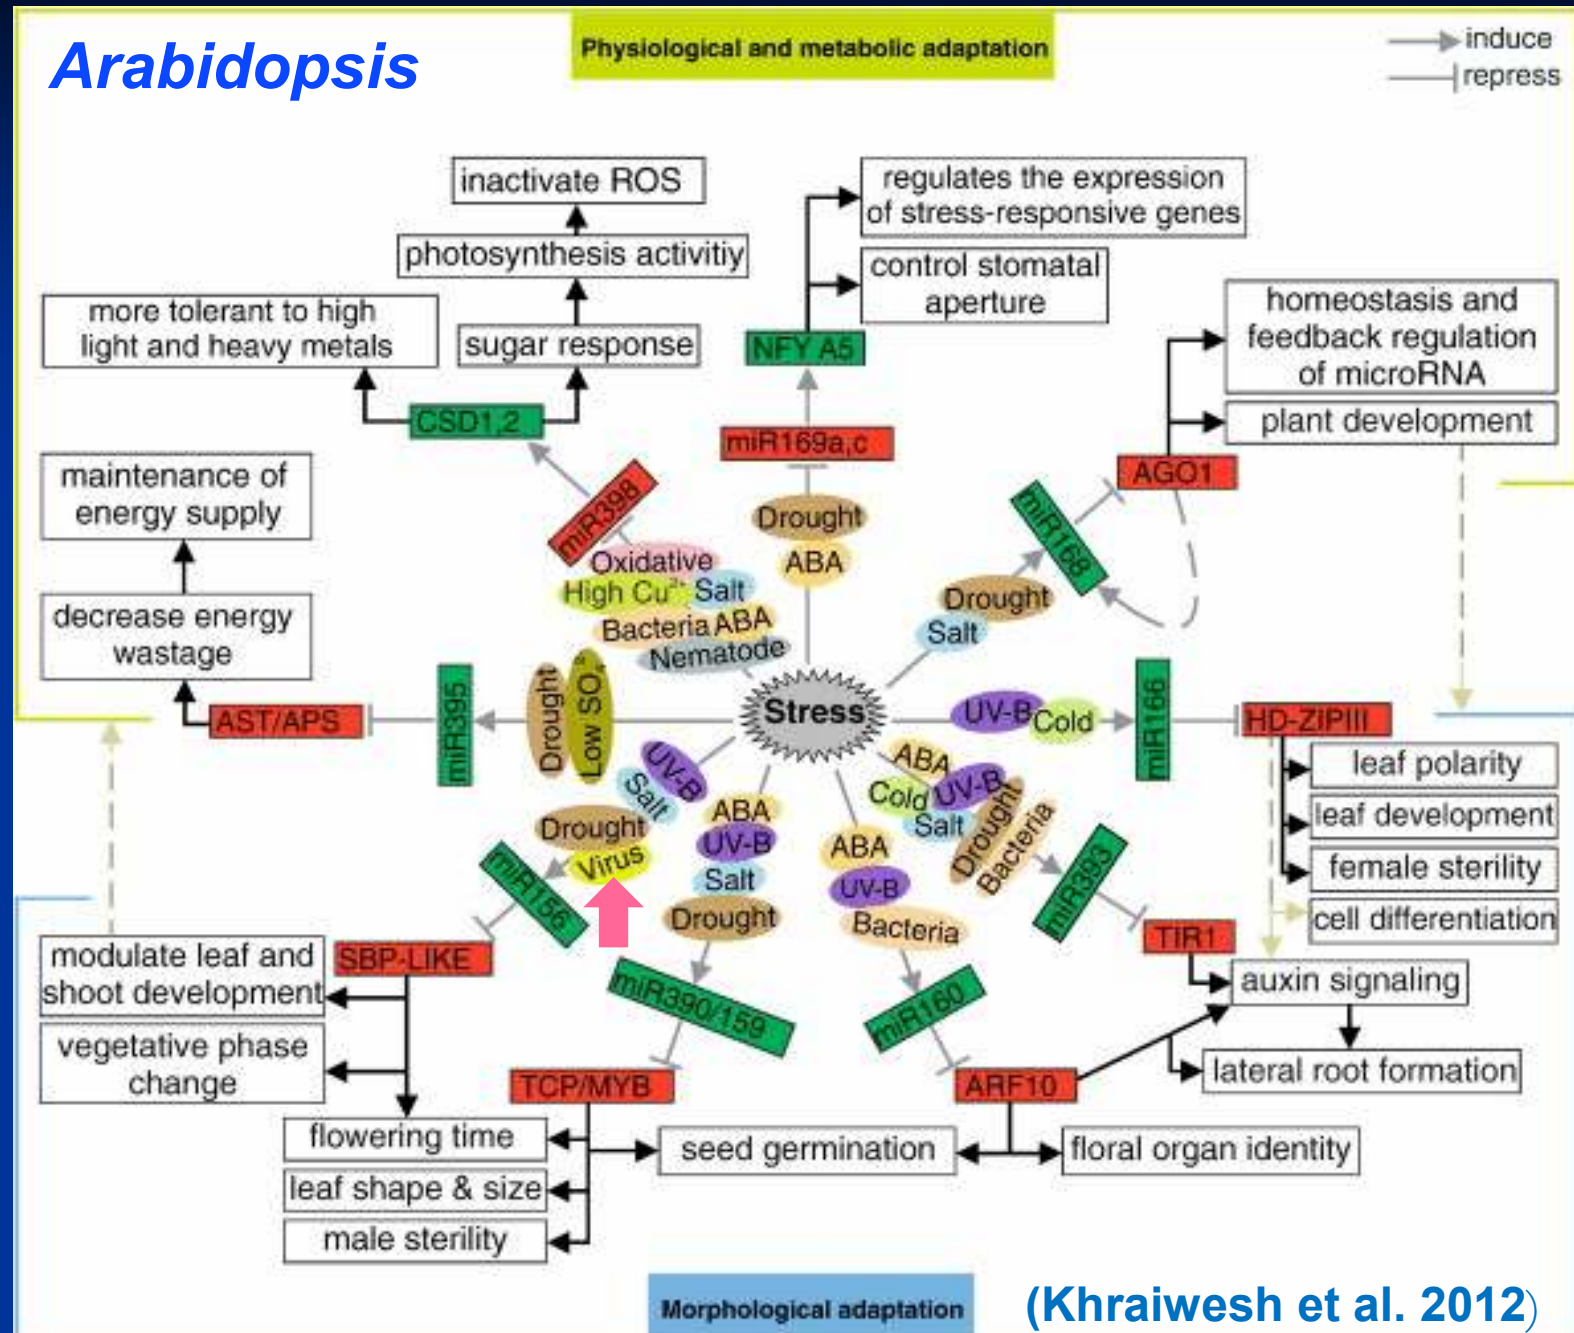 Arabidopsis
Physiological and metabolic adaptation
induce
repress
inactivate ROS
photosynthesis activitiy
sugar response
more tolerant to high
light and heavy metals
CSD1,2
regulates the expression
of stress-responsive genes
control stomatal
aperture
NFY A5
miR169a,c
homeostasis and
feedback regulation
of microRNA
plant development
AGO1
miR168
maintenance of
energy supply
decrease energy
wastage
AST/APS
miR395
miR398
Oxidative
High Cu²⁺
Salt
Bacteria
ABA
Nematode
Drought
ABA
Drought
Salt
Drought
Low SO₄²⁻
Stress
UV-B
Cold
miR166
HD-ZIPIII
leaf polarity
leaf development
female sterility
cell differentiation
UV-B
Salt
Drought
Virus
miR156
SBP-LIKE
modulate leaf and
shoot development
vegetative phase
change
flowering time
leaf shape & size
male sterility
ABA
UV-B
Salt
Drought
miR390/159
TCP/MYB
seed germination
ABA
UV-B
Bacteria
miR160
ARF10
floral organ identity
ABA
Cold
UV-B
Salt
Drought
Bacteria
miR393
TIR1
auxin signaling
lateral root formation
Morphological adaptation
(Khraiwesh et al. 2012)